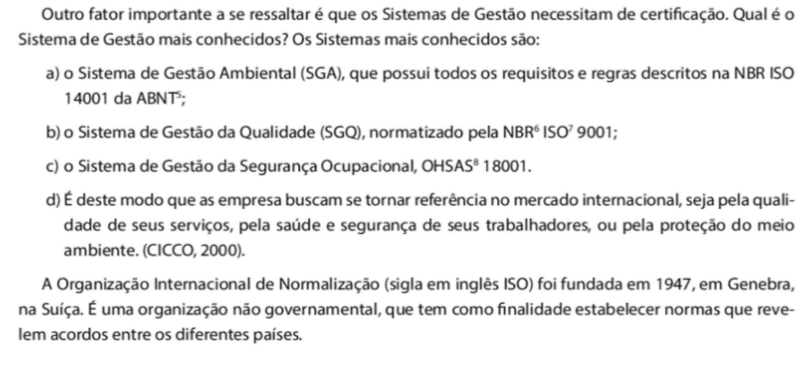 Outro fator importante a se ressaltar é que os Sistemas de Gestão necessitam de certificação. Qual é o
Sistema de Gestão mais conhecidos? Os Sistemas mais conhecidos são:
a) o Sistema de Gestão Ambiental (SGA), que possui todos os requisitos e regras descritos na NBR ISO
14001 da ABNT⁵;
b) o Sistema de Gestão da Qualidade (SGQ), normatizado pela NBR⁶ ISO⁷ 9001;
c) o Sistema de Gestão da Segurança Ocupacional, OHSAS⁸ 18001.
d) É deste modo que as empresa buscam se tornar referência no mercado internacional, seja pela quali-
dade de seus serviços, pela saúde e segurança de seus trabalhadores, ou pela proteção do meio
ambiente. (CICCO, 2000).
A Organização Internacional de Normalização (sigla em inglês ISO) foi fundada em 1947, em Genebra,
na Suíça. É uma organização não governamental, que tem como finalidade estabelecer normas que reve-
lem acordos entre os diferentes países.